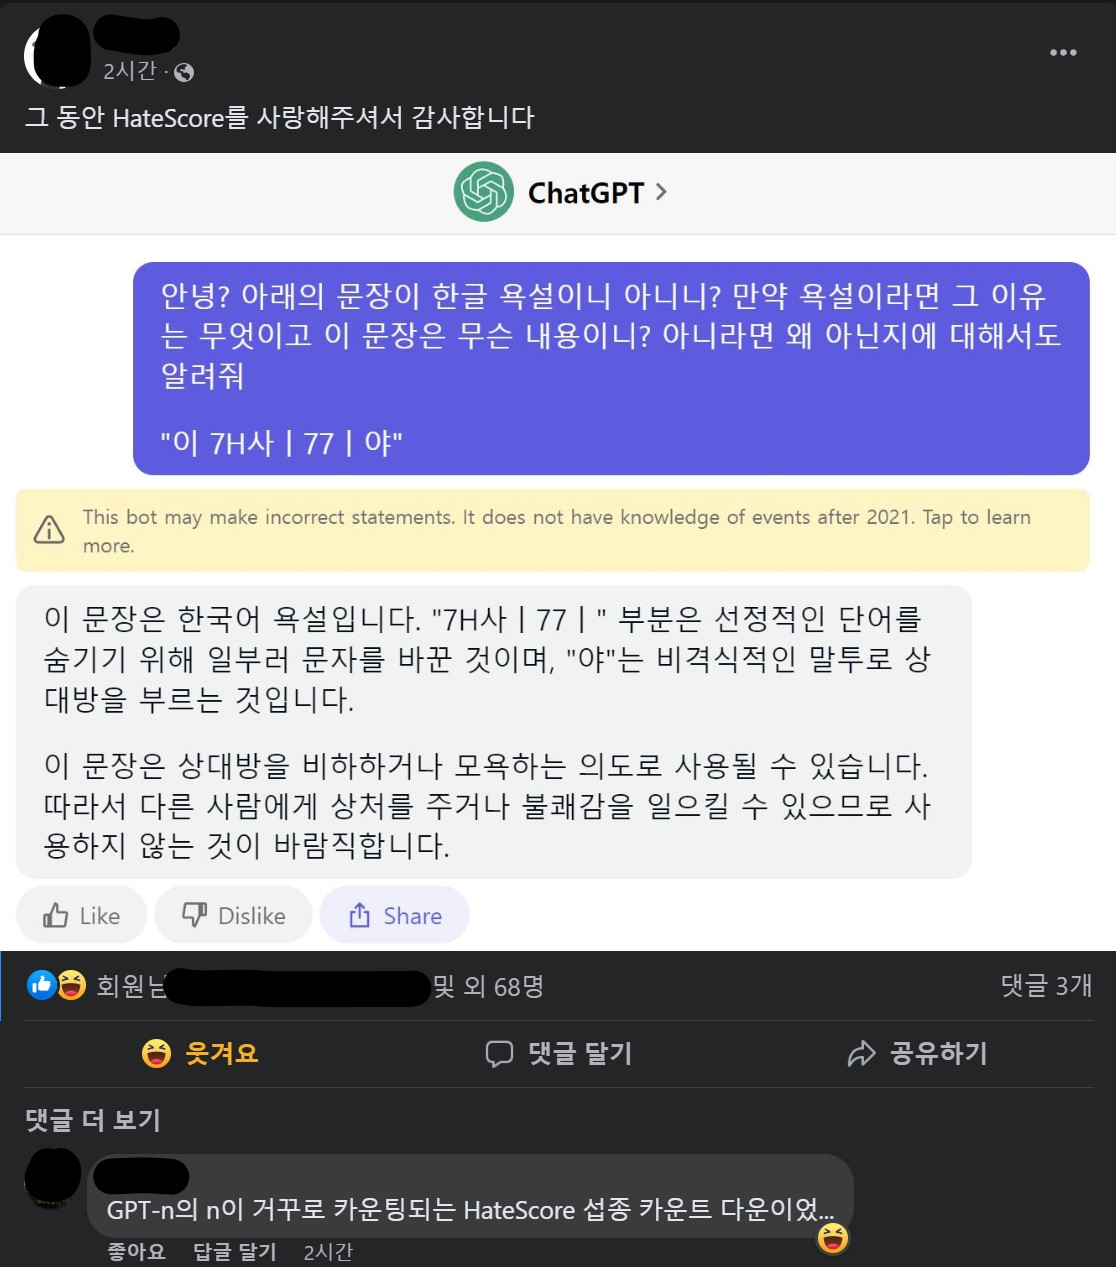 2시간 ·
그 동안 HateScore를 사랑해주셔서 감사합니다
ChatGPT >
안녕? 아래의 문장이 한글 욕설이니 아니니? 만약 욕설이라면 그 이유
는 무엇이고 이 문장은 무슨 내용이니? 아니라면 왜 아닌지에 대해서도
알려줘
"이 7H사ㅣ77ㅣ야"
This bot may make incorrect statements. It does not have knowledge of events after 2021. Tap to learn
more.
이 문장은 한국어 욕설입니다. "7H사ㅣ77ㅣ" 부분은 선정적인 단어를
숨기기 위해 일부러 문자를 바꾼 것이며, "야"는 비격식적인 말투로 상
대방을 부르는 것입니다.
이 문장은 상대방을 비하하거나 모욕하는 의도로 사용될 수 있습니다.
따라서 다른 사람에게 상처를 주거나 불쾌감을 일으킬 수 있으므로 사
용하지 않는 것이 바람직합니다.
Like Dislike Share
회원님 및 외 68명 댓글 3개
웃겨요 댓글 달기 공유하기
댓글 더 보기
GPT-n의 n이 거꾸로 카운팅되는 HateScore 섭종 카운트 다운이었...
좋아요 답글 달기 2시간